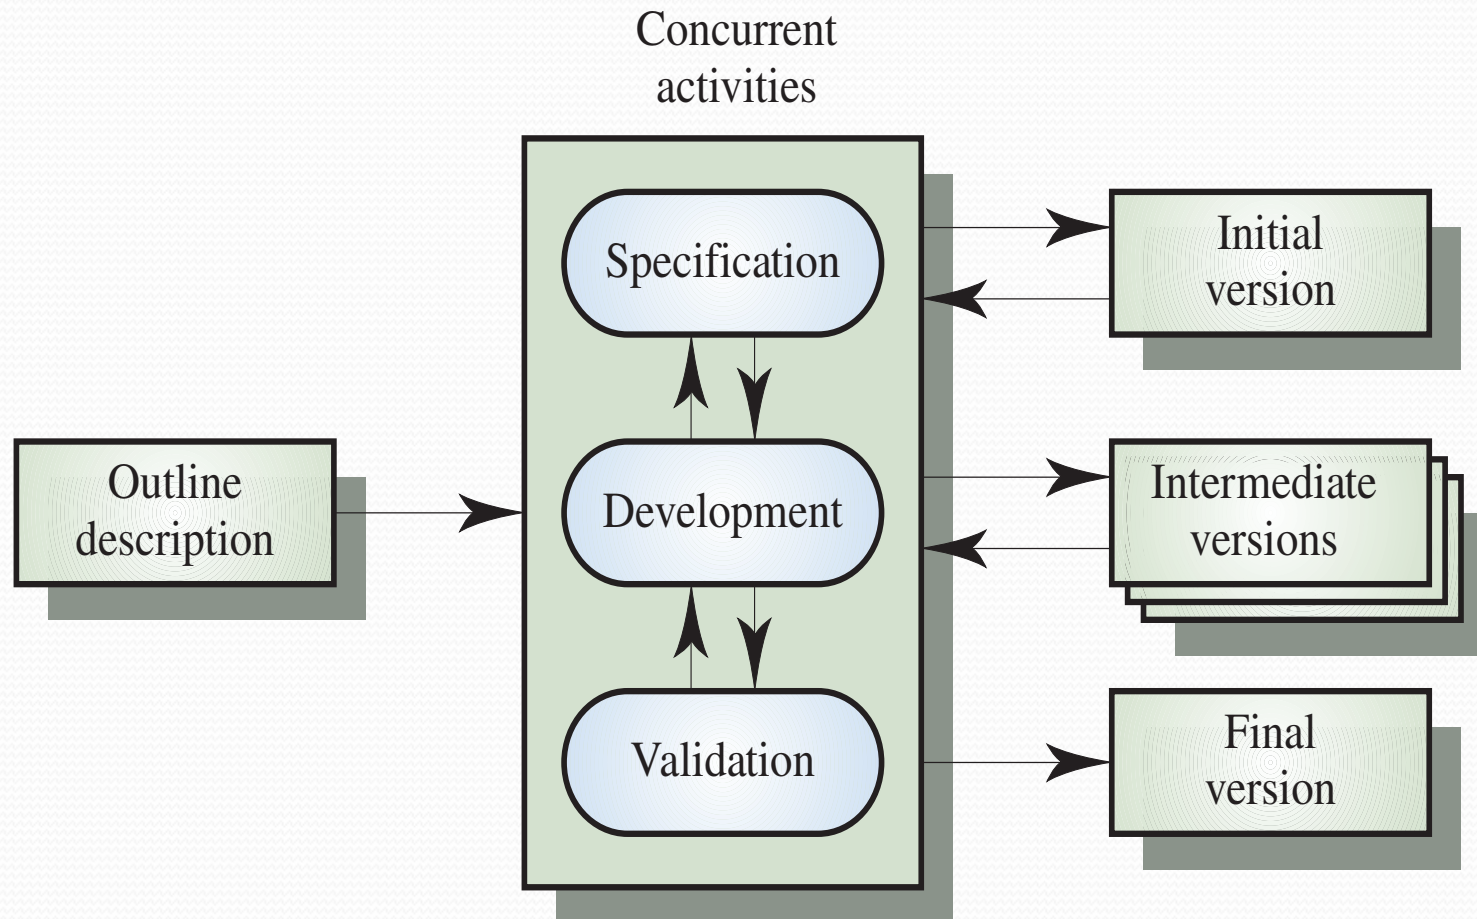 Concurrent
activities
Specification
Initial
version
Outline
description
Development
Intermediate
versions
Validation
Final
version